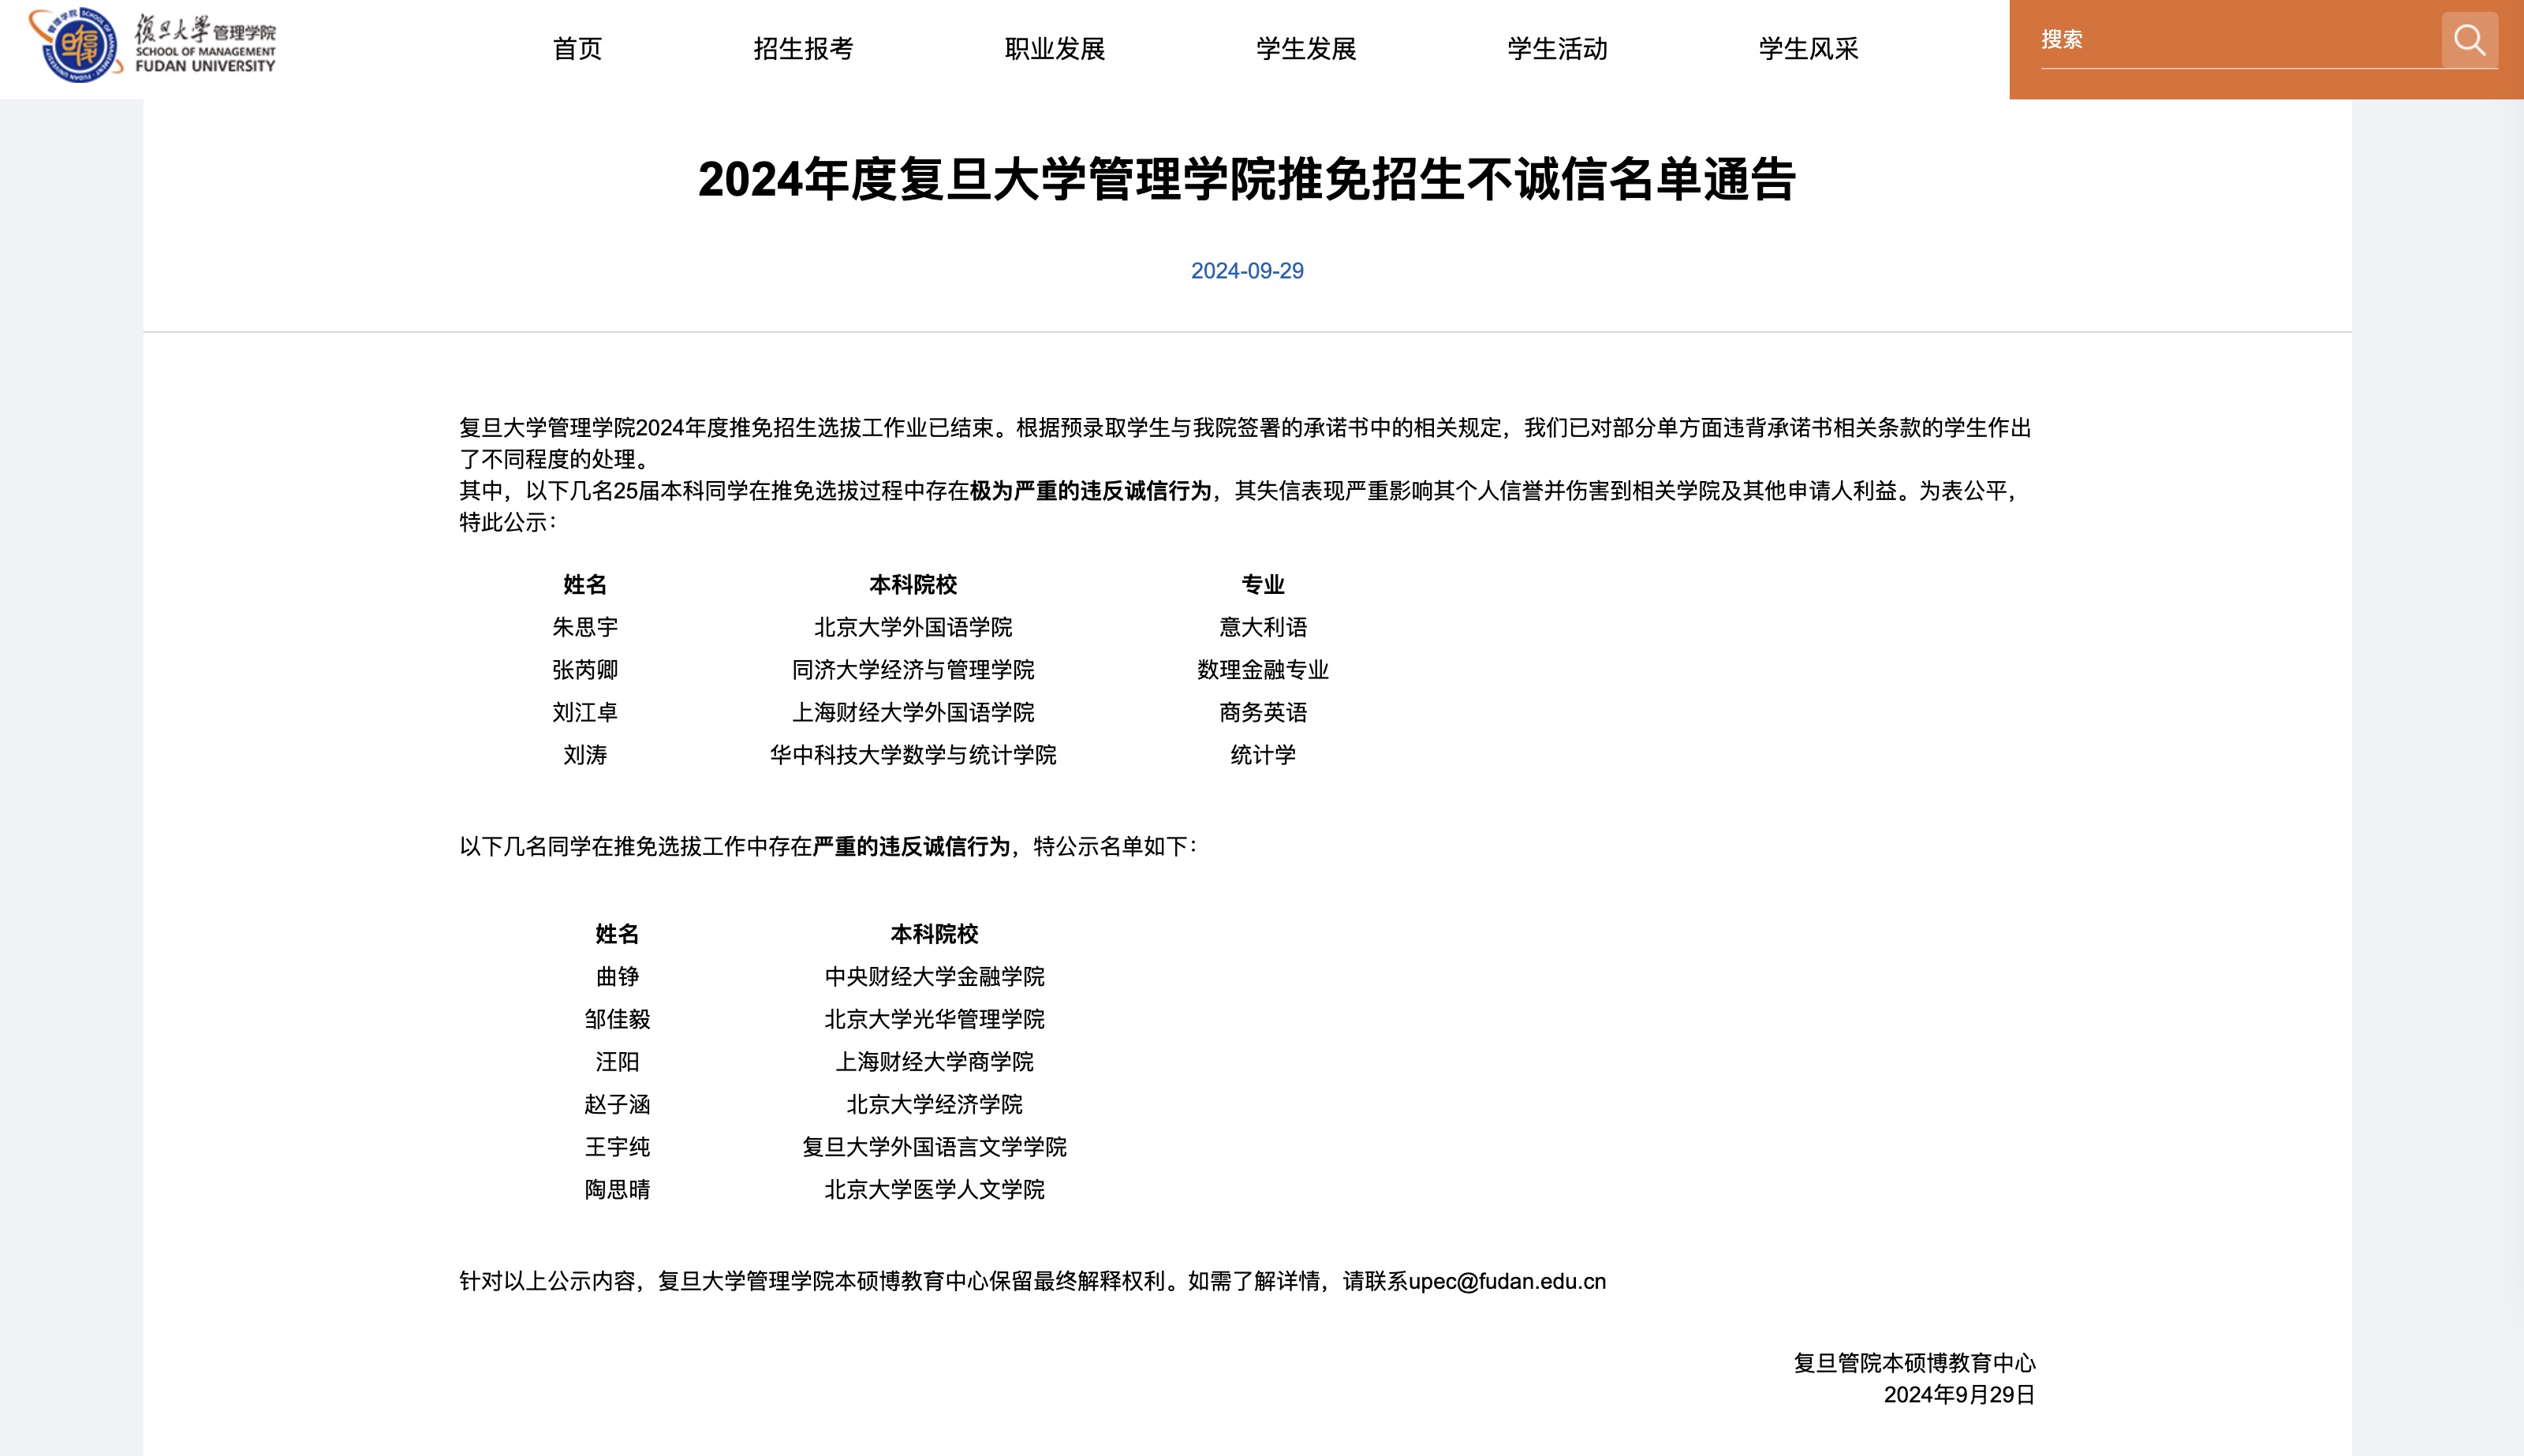 復旦大学管理学院
SCHOOL OF MANAGEMENT
FUDAN UNIVERSITY
首页
招生报考
职业发展
学生发展
学生活动
学生风采
搜索
2024年度复旦大学管理学院推免招生不诚信名单通告
2024-09-29
复旦大学管理学院2024年度推免招生选拔工作业已结束。根据预录取学生与我院签署的承诺书中的相关规定，我们已对部分单方面违背承诺书相关条款的学生作出
了不同程度的处理。
其中，以下几名25届本科同学在推免选拔过程中存在极为严重的违反诚信行为，其失信表现严重影响其个人信誉并伤害到相关学院及其他申请人利益。为表公平，
特此公示：
姓名 本科院校 专业
朱思宇 北京大学外国语学院 意大利语
张芮卿 同济大学经济与管理学院 数理金融专业
刘江卓 上海财经大学外国语学院 商务英语
刘涛 华中科技大学数学与统计学院 统计学
以下几名同学在推免选拔工作中存在严重的违反诚信行为，特公示名单如下：
姓名 本科院校
曲铮 中央财经大学金融学院
邹佳毅 北京大学光华管理学院
汪阳 上海财经大学商学院
赵子涵 北京大学经济学院
王宇纯 复旦大学外国语言文学学院
陶思晴 北京大学医学人文学院
针对以上公示内容，复旦大学管理学院本硕博教育中心保留最终解释权利。如需了解详情，请联系upec@fudan.edu.cn
复旦管院本硕博教育中心
2024年9月29日